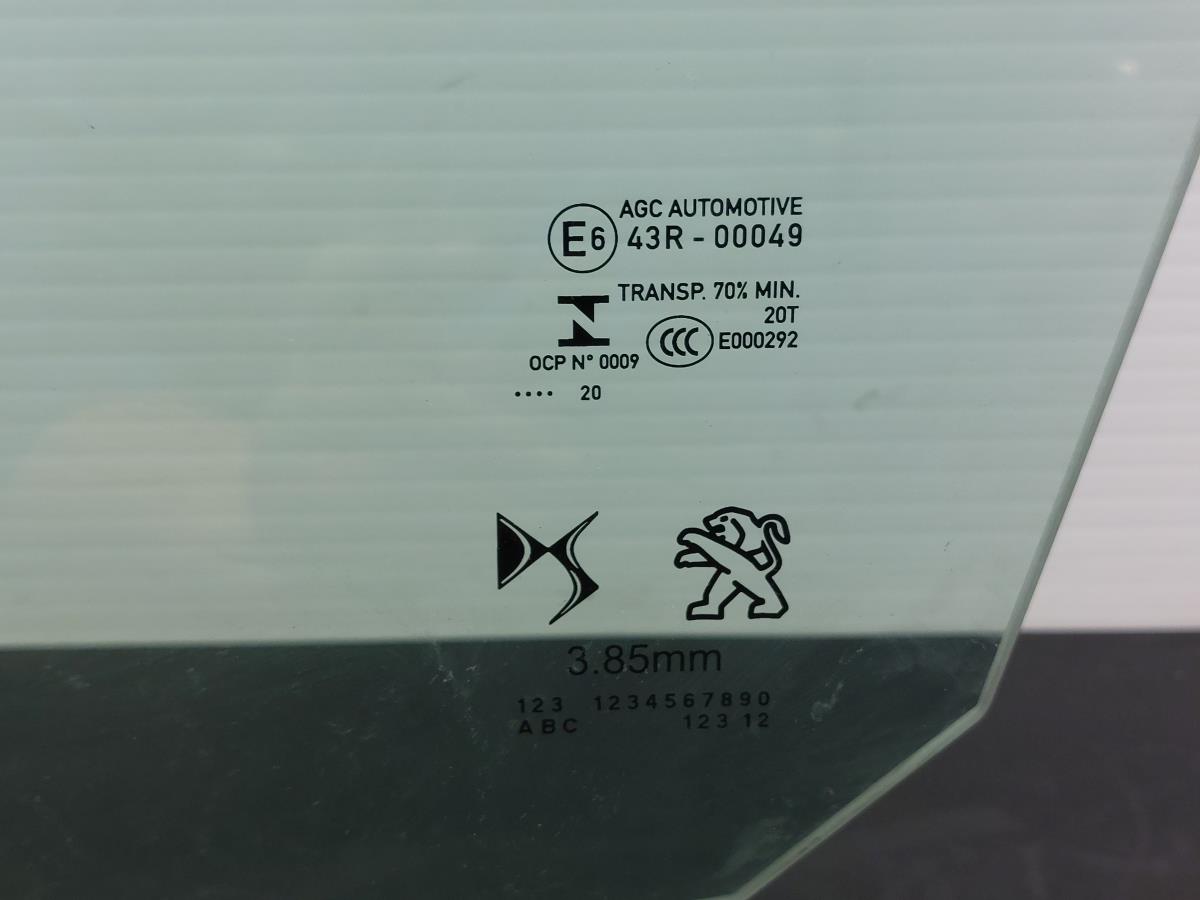 AGC AUTOMOTIVE
E6 43R - 00049
TRANSP. 70% MIN.
20T
CCC E000292
OCP N° 0009
.... 20
3.85mm
123 1234567890
ABC 123 12